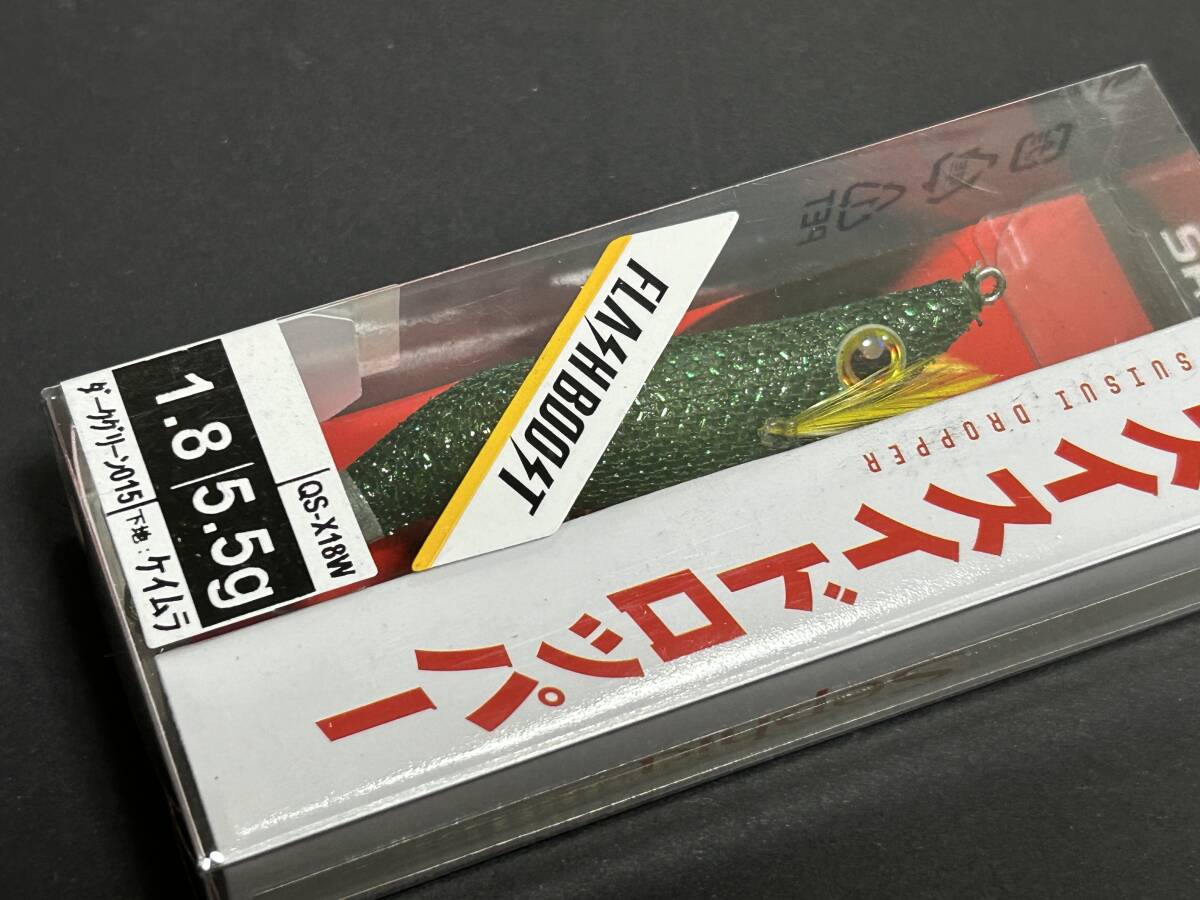 FLASHBOOST
QS-X18W
1.8 5.5g
ダークグリーン015 下地:ケイムラ
SUISUI DROPPER
スイスイドロッパー
PET